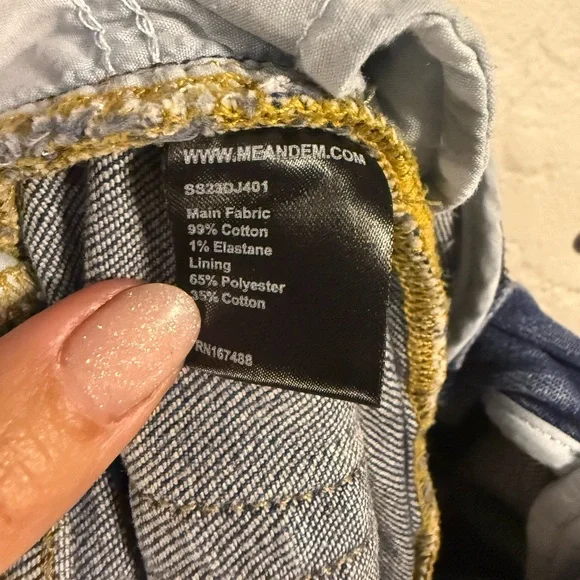 WWW.MEANDEM.COM
SS23DJ401
Main Fabric
99% Cotton
1% Elastane
Lining
65% Polyester
35% Cotton
RN167488